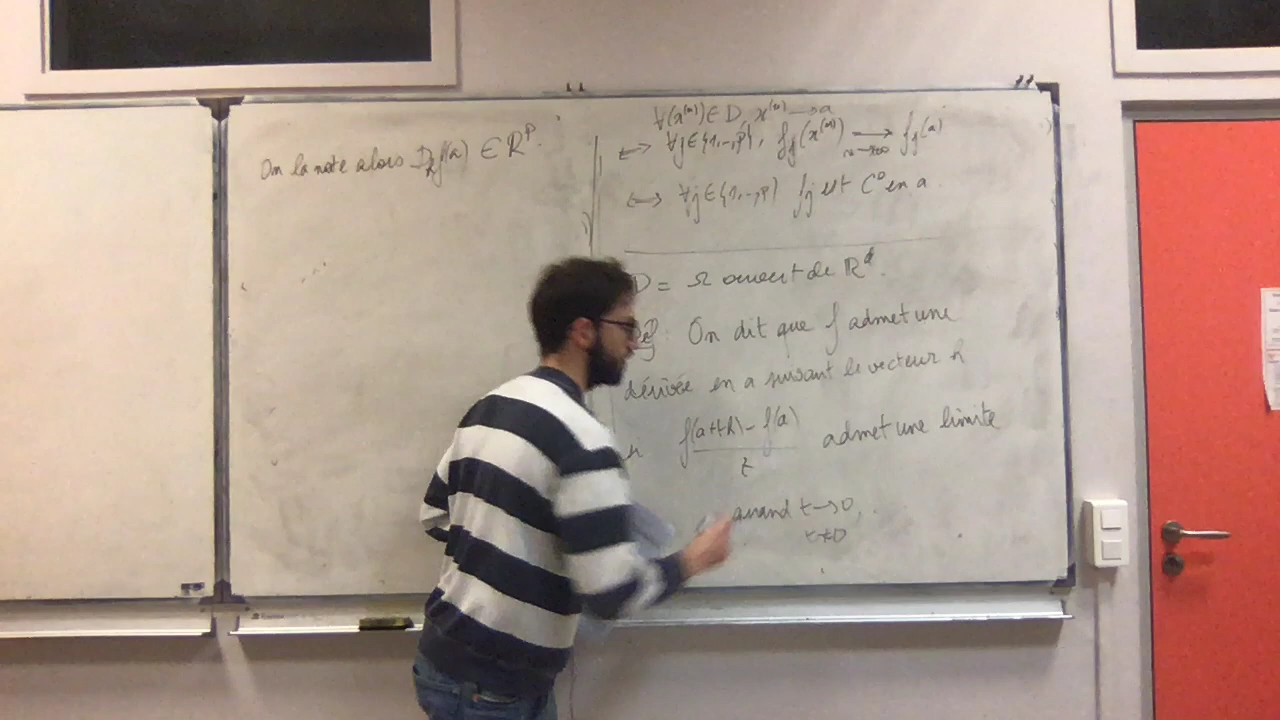 On la note alors D_h f(a) ∈ ℝ^p.
∀(x^(n)) ∈ D, x^(n) → a
⟺ ∀j∈{1,-,p}, f_j(x^(n)) ⟶_{n→+∞} f_j(a)
⟺ ∀j∈{1,-,p} f_j est C⁰ en a.
D = Ω ouvert de ℝ^d.
On dit que f admet une
dérivée en a suivant le vecteur h
f(a+th) - f(a) / t admet une limite
quand t→0,
t≠0